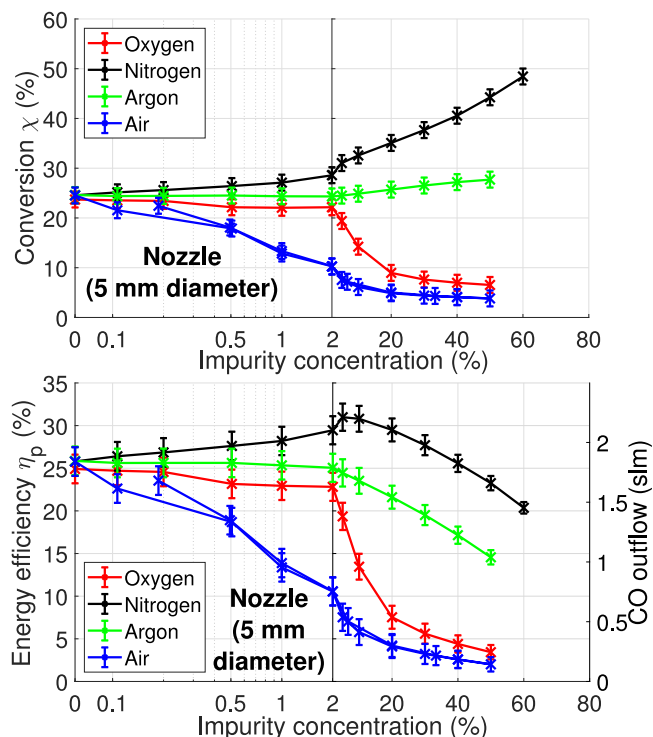 60
50
40
30
20
10
0
Conversion χ (%)
Oxygen
Nitrogen
Argon
Air
Nozzle
(5 mm diameter)
0 0.1 0.5 1 2 20 40 60 80
Impurity concentration (%)
35
30
25
20
15
10
5
0
Energy efficiency ηp (%)
Oxygen
Nitrogen
Argon
Air
Nozzle
(5 mm
diameter)
2
1.5
1
0.5
0
CO outflow (slm)
0 0.1 0.5 1 2 20 40 60 80
Impurity concentration (%)